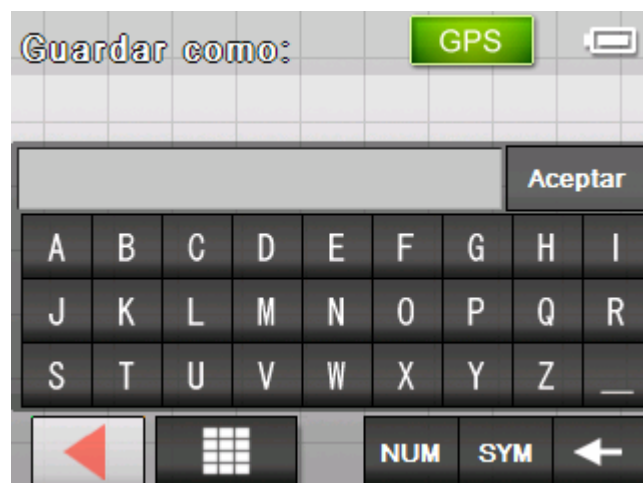 Guardar como: GPS
Aceptar
A B C D E F G H I
J K L M N O P Q R
S T U V W X Y Z _
NUM SYM